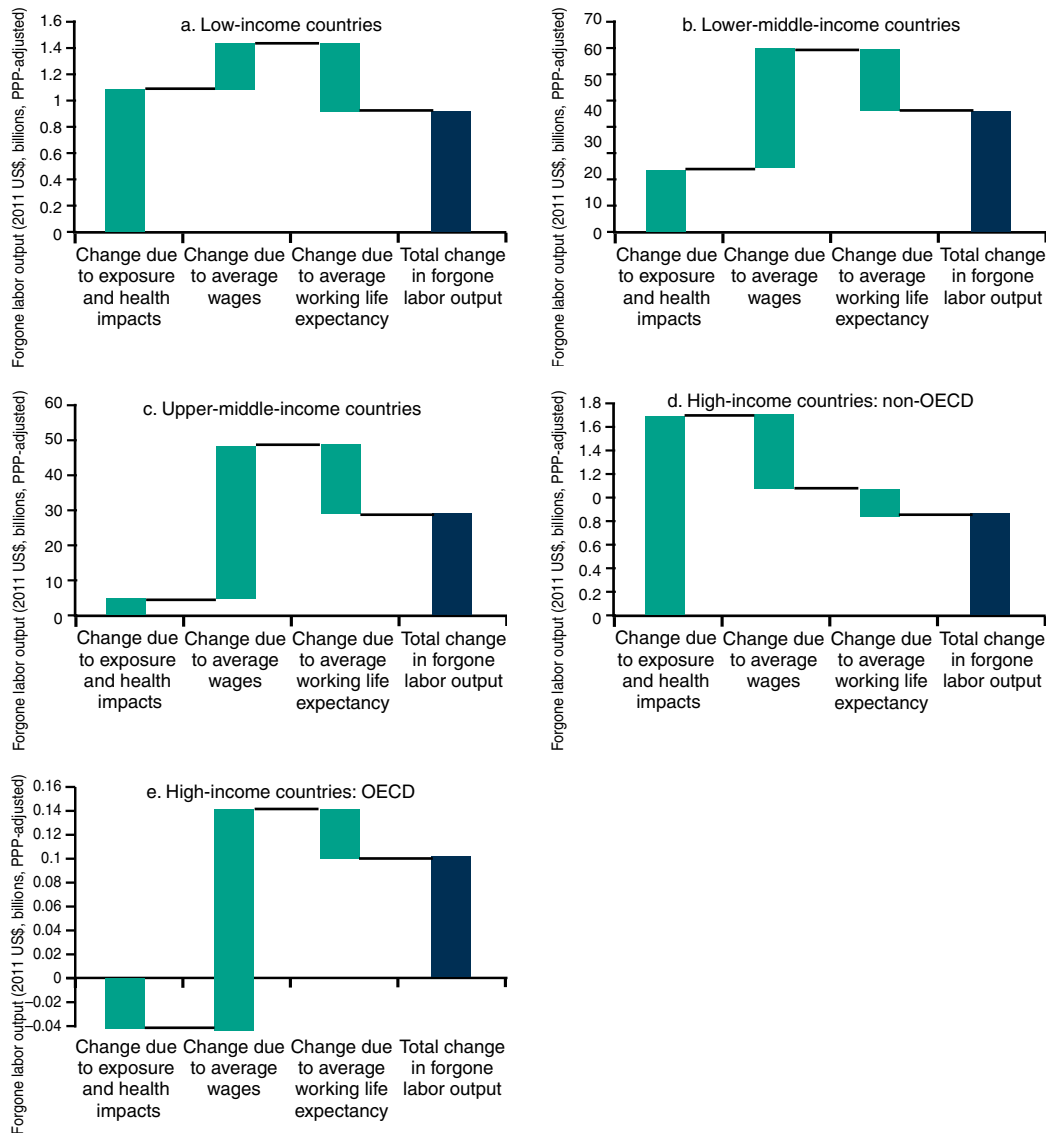 Forgone labor output (2011 US$, billions, PPP-adjusted)
a. Low-income countries
1.6
1.4
1.2
1
0.8
0.6
0.4
0.2
0
Change due
to exposure
and health
impacts
Change due
to average
wages
Change due
to average
working life
expectancy
Total change
in forgone
labor output
Forgone labor output (2011 US$, billions, PPP-adjusted)
b. Lower-middle-income countries
70
60
50
40
30
20
10
0
Change due
to exposure
and health
impacts
Change due
to average
wages
Change due
to average
working life
expectancy
Total change
in forgone
labor output
Forgone labor output (2011 US$, billions, PPP-adjusted)
c. Upper-middle-income countries
60
50
40
30
20
10
0
Change due
to exposure
and health
impacts
Change due
to average
wages
Change due
to average
working life
expectancy
Total change
in forgone
labor output
Forgone labor output (2011 US$, billions, PPP-adjusted)
d. High-income countries: non-OECD
1.8
1.6
1.4
1.2
0
0.8
0.6
0.4
0.2
0
Change due
to exposure
and health
impacts
Change due
to average
wages
Change due
to average
working life
expectancy
Total change
in forgone
labor output
Forgone labor output (2011 US$, billions, PPP-adjusted)
e. High-income countries: OECD
0.16
0.14
0.12
0.1
0.08
0.06
0.04
0.02
0
–0.02
–0.04
Change due
to exposure
and health
impacts
Change due
to average
wages
Change due
to average
working life
expectancy
Total change
in forgone
labor output